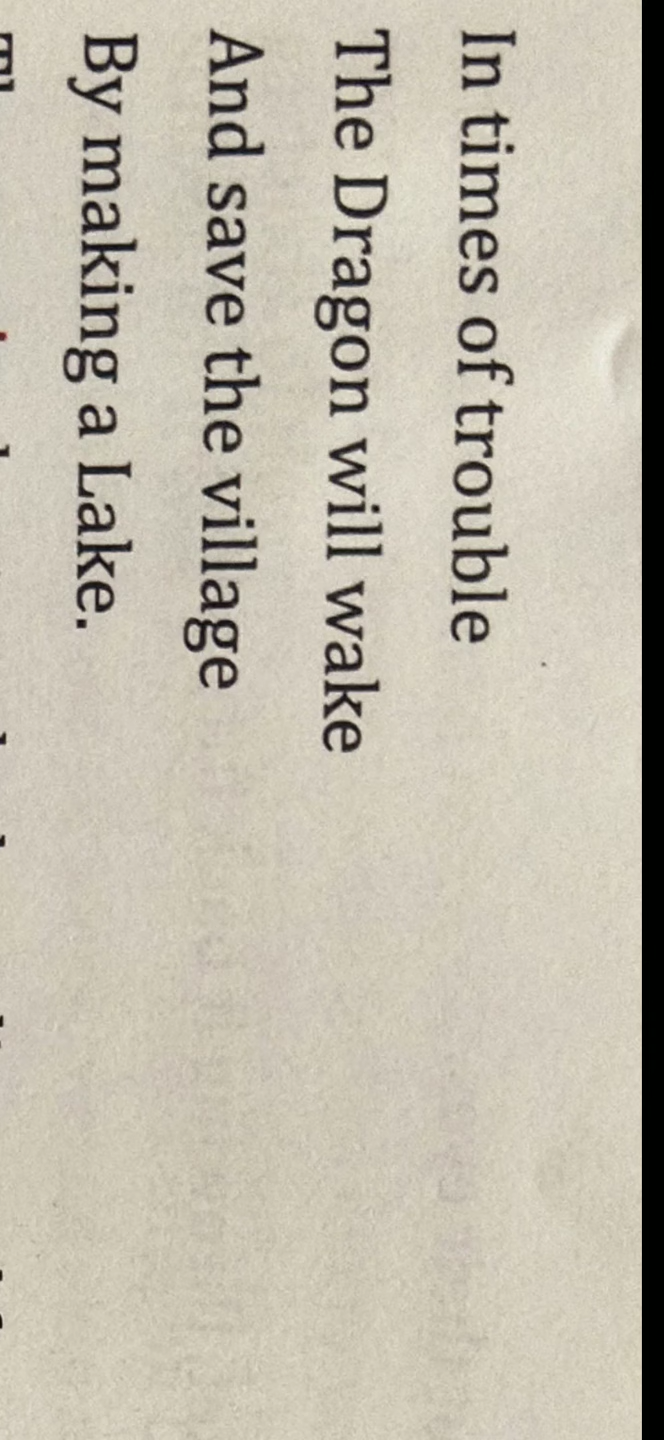 In times of trouble
The Dragon will wake
And save the village
By making a Lake.